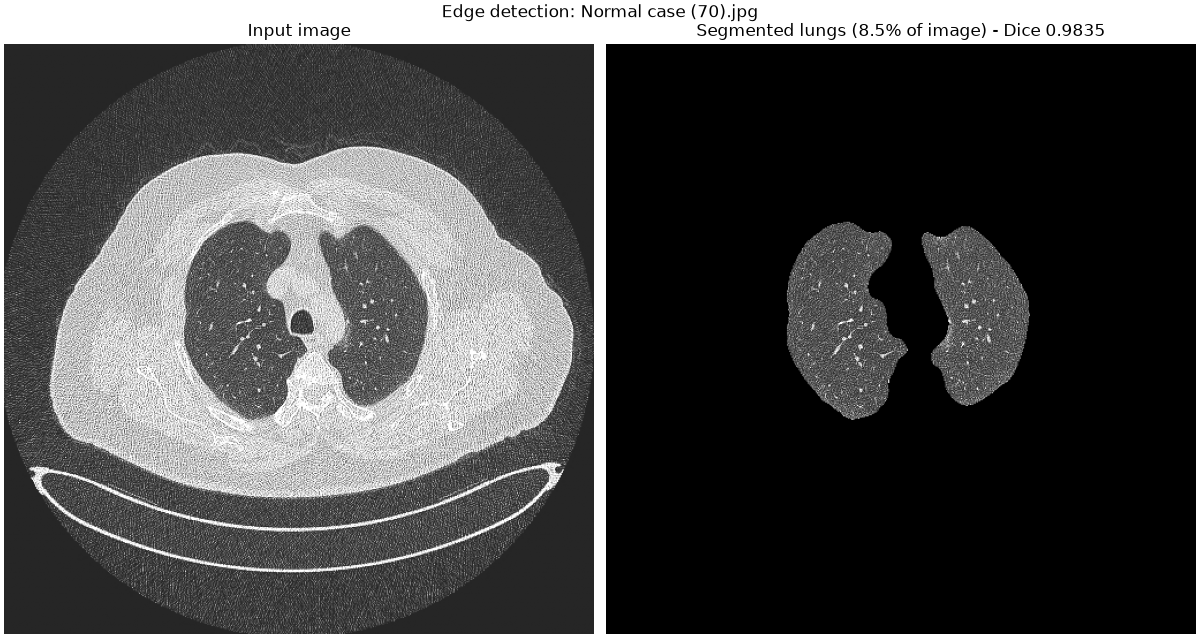 Edge detection: Normal case (70).jpg
Input image
Segmented lungs (8.5% of image) - Dice 0.9835